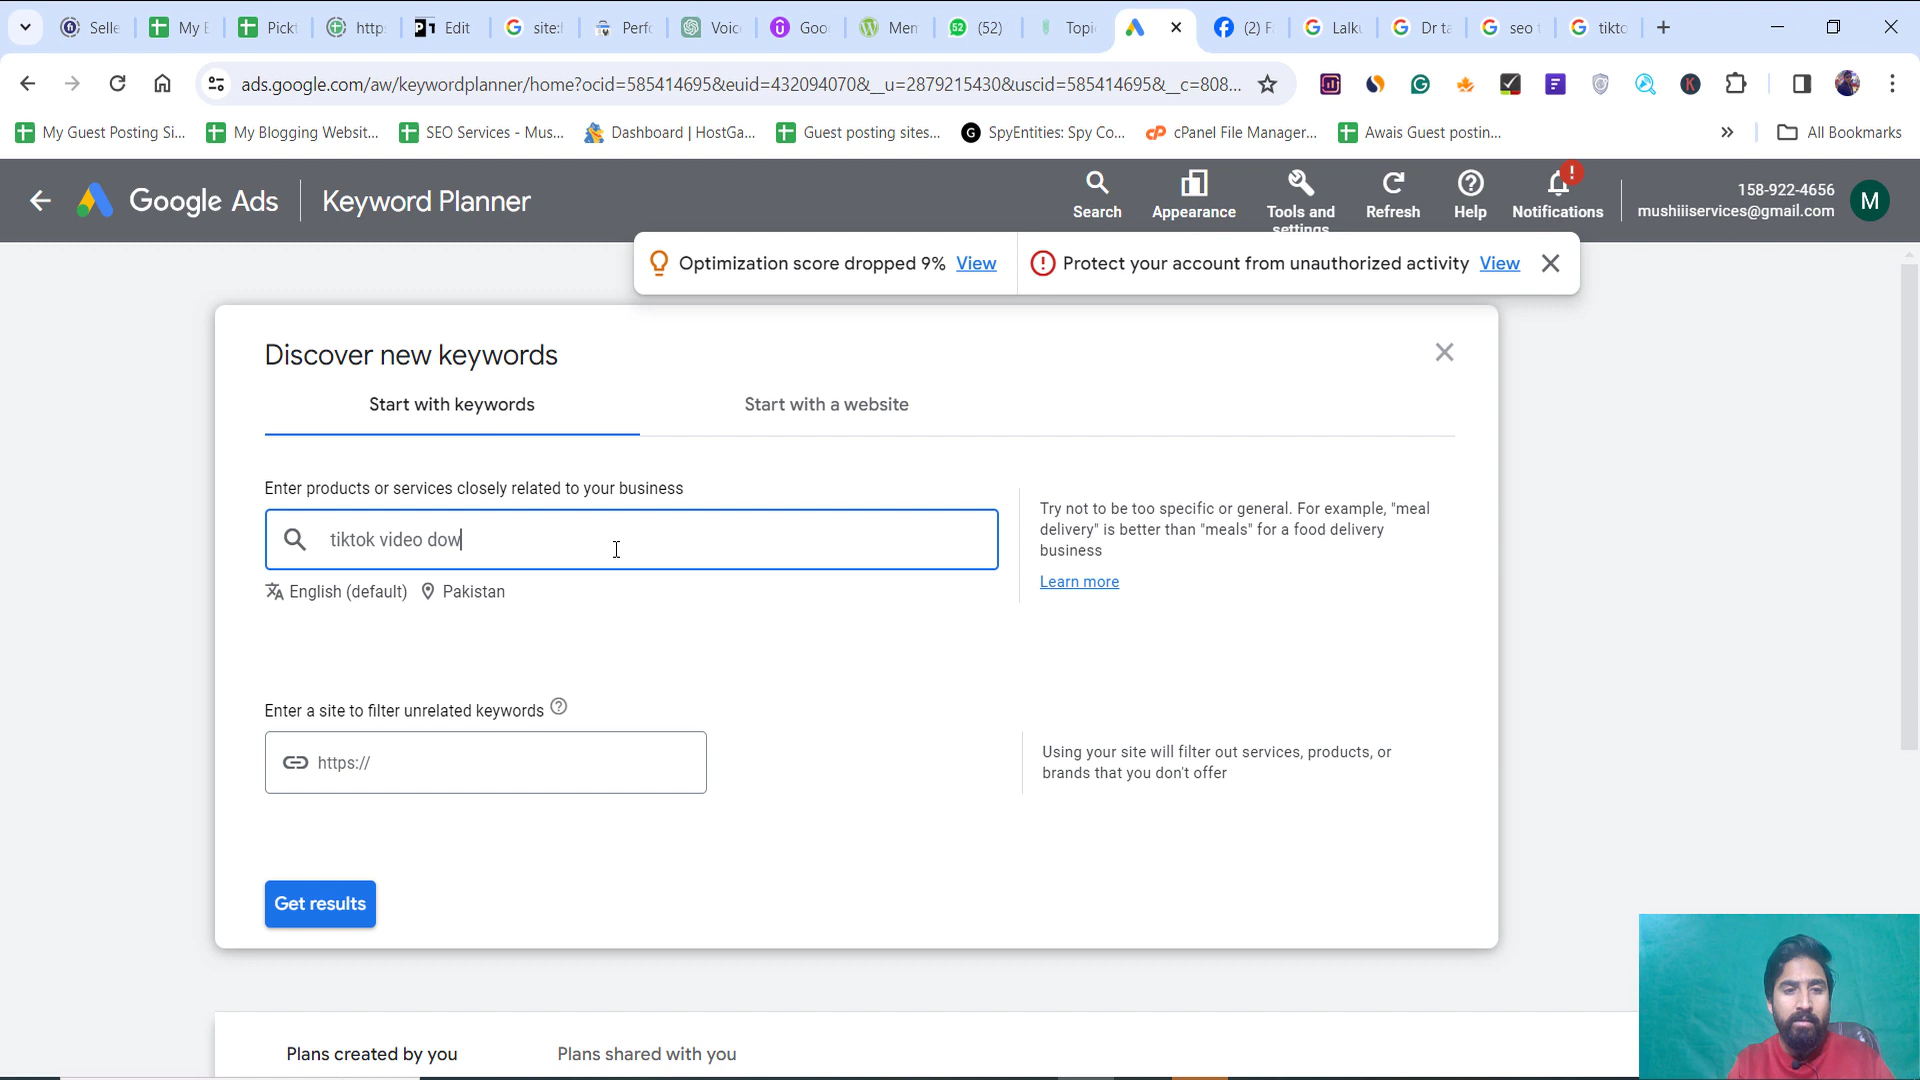 Selle
My E
Pickt
http:
Edit
site:l
Perfo
Voic
Goo
Men
(52)
Topi
(2) F
Lalku
Dr ta
seo t
tikto
ads.google.com/aw/keywordplanner/home?ocid=585414695&euid=432094070&__u=2879215430&uscid=585414695&__c=808...
My Guest Posting Si...
My Blogging Websit...
SEO Services - Mus...
Dashboard | HostGa...
Guest posting sites...
SpyEntities: Spy Co...
cPanel File Manager...
Awais Guest postin...
All Bookmarks
Google Ads
Keyword Planner
Search
Appearance
Tools and
settings
Refresh
Help
Notifications
158-922-4656
mushiiiservices@gmail.com
M
Optimization score dropped 9% View
Protect your account from unauthorized activity View
Discover new keywords
Start with keywords
Start with a website
Enter products or services closely related to your business
tiktok video dow
English (default)
Pakistan
Try not to be too specific or general. For example, "meal
delivery" is better than "meals" for a food delivery
business
Learn more
Enter a site to filter unrelated keywords
https://
Using your site will filter out services, products, or
brands that you don't offer
Get results
Plans created by you
Plans shared with you